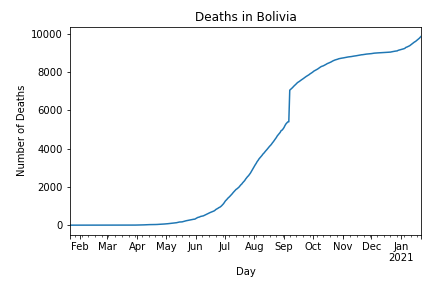 Deaths in Bolivia
Number of Deaths
10000
8000
6000
4000
2000
0
Feb Mar Apr May Jun Jul Aug Sep Oct Nov Dec Jan
2021
Day